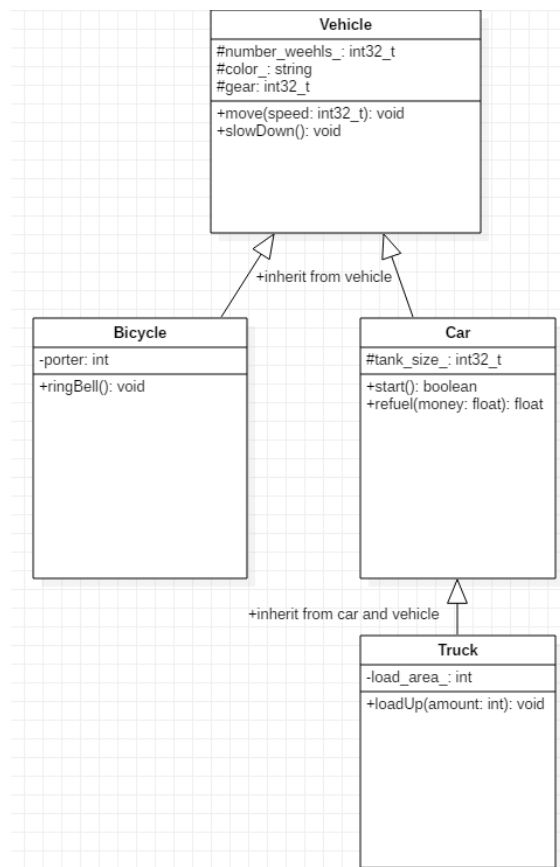 Vehicle
#number_weehls_: int32_t
#color_: string
#gear: int32_t
+move(speed: int32_t): void
+slowDown(): void
+inherit from vehicle
Bicycle
-porter: int
+ringBell(): void
Car
#tank_size_: int32_t
+start(): boolean
+refuel(money: float): float
+inherit from car and vehicle
Truck
-load_area_: int
+loadUp(amount: int): void